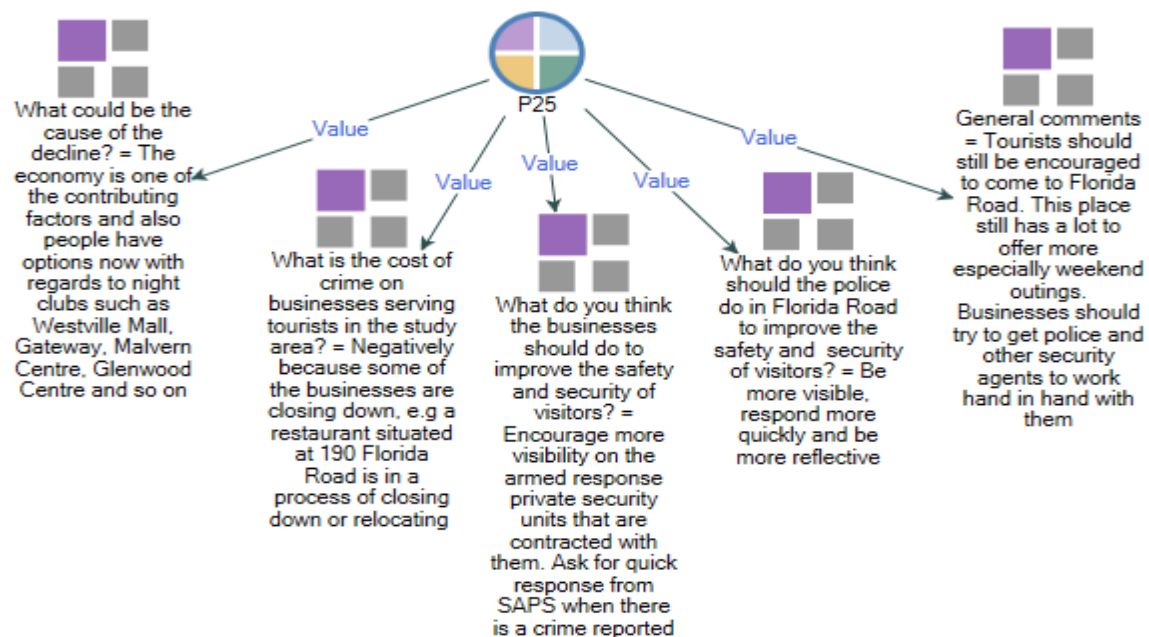 P25
Value
Value
Value
Value
Value
What could be the
cause of the
decline? = The
economy is one of
the contributing
factors and also
people have
options now with
regards to night
clubs such as
Westville Mall,
Gateway, Malvern
Centre, Glenwood
Centre and so on
What is the cost of
crime on
businesses serving
tourists in the study
area? = Negatively
because some of
the businesses are
closing down, e.g a
restaurant situated
at 190 Florida
Road is in a
process of closing
down or relocating
What do you think
the businesses
should do to
improve the safety
and security of
visitors? =
Encourage more
visibility on the
armed response
private security
units that are
contracted with
them. Ask for quick
response from
SAPS when there
is a crime reported
What do you think
should the police
do in Florida Road
to improve the
safety and security
of visitors? = Be
more visible,
respond more
quickly and be
more reflective
General comments
= Tourists should
still be encouraged
to come to Florida
Road. This place
still has a lot to
offer more
especially weekend
outings.
Businesses should
try to get police and
other security
agents to work
hand in hand with
them